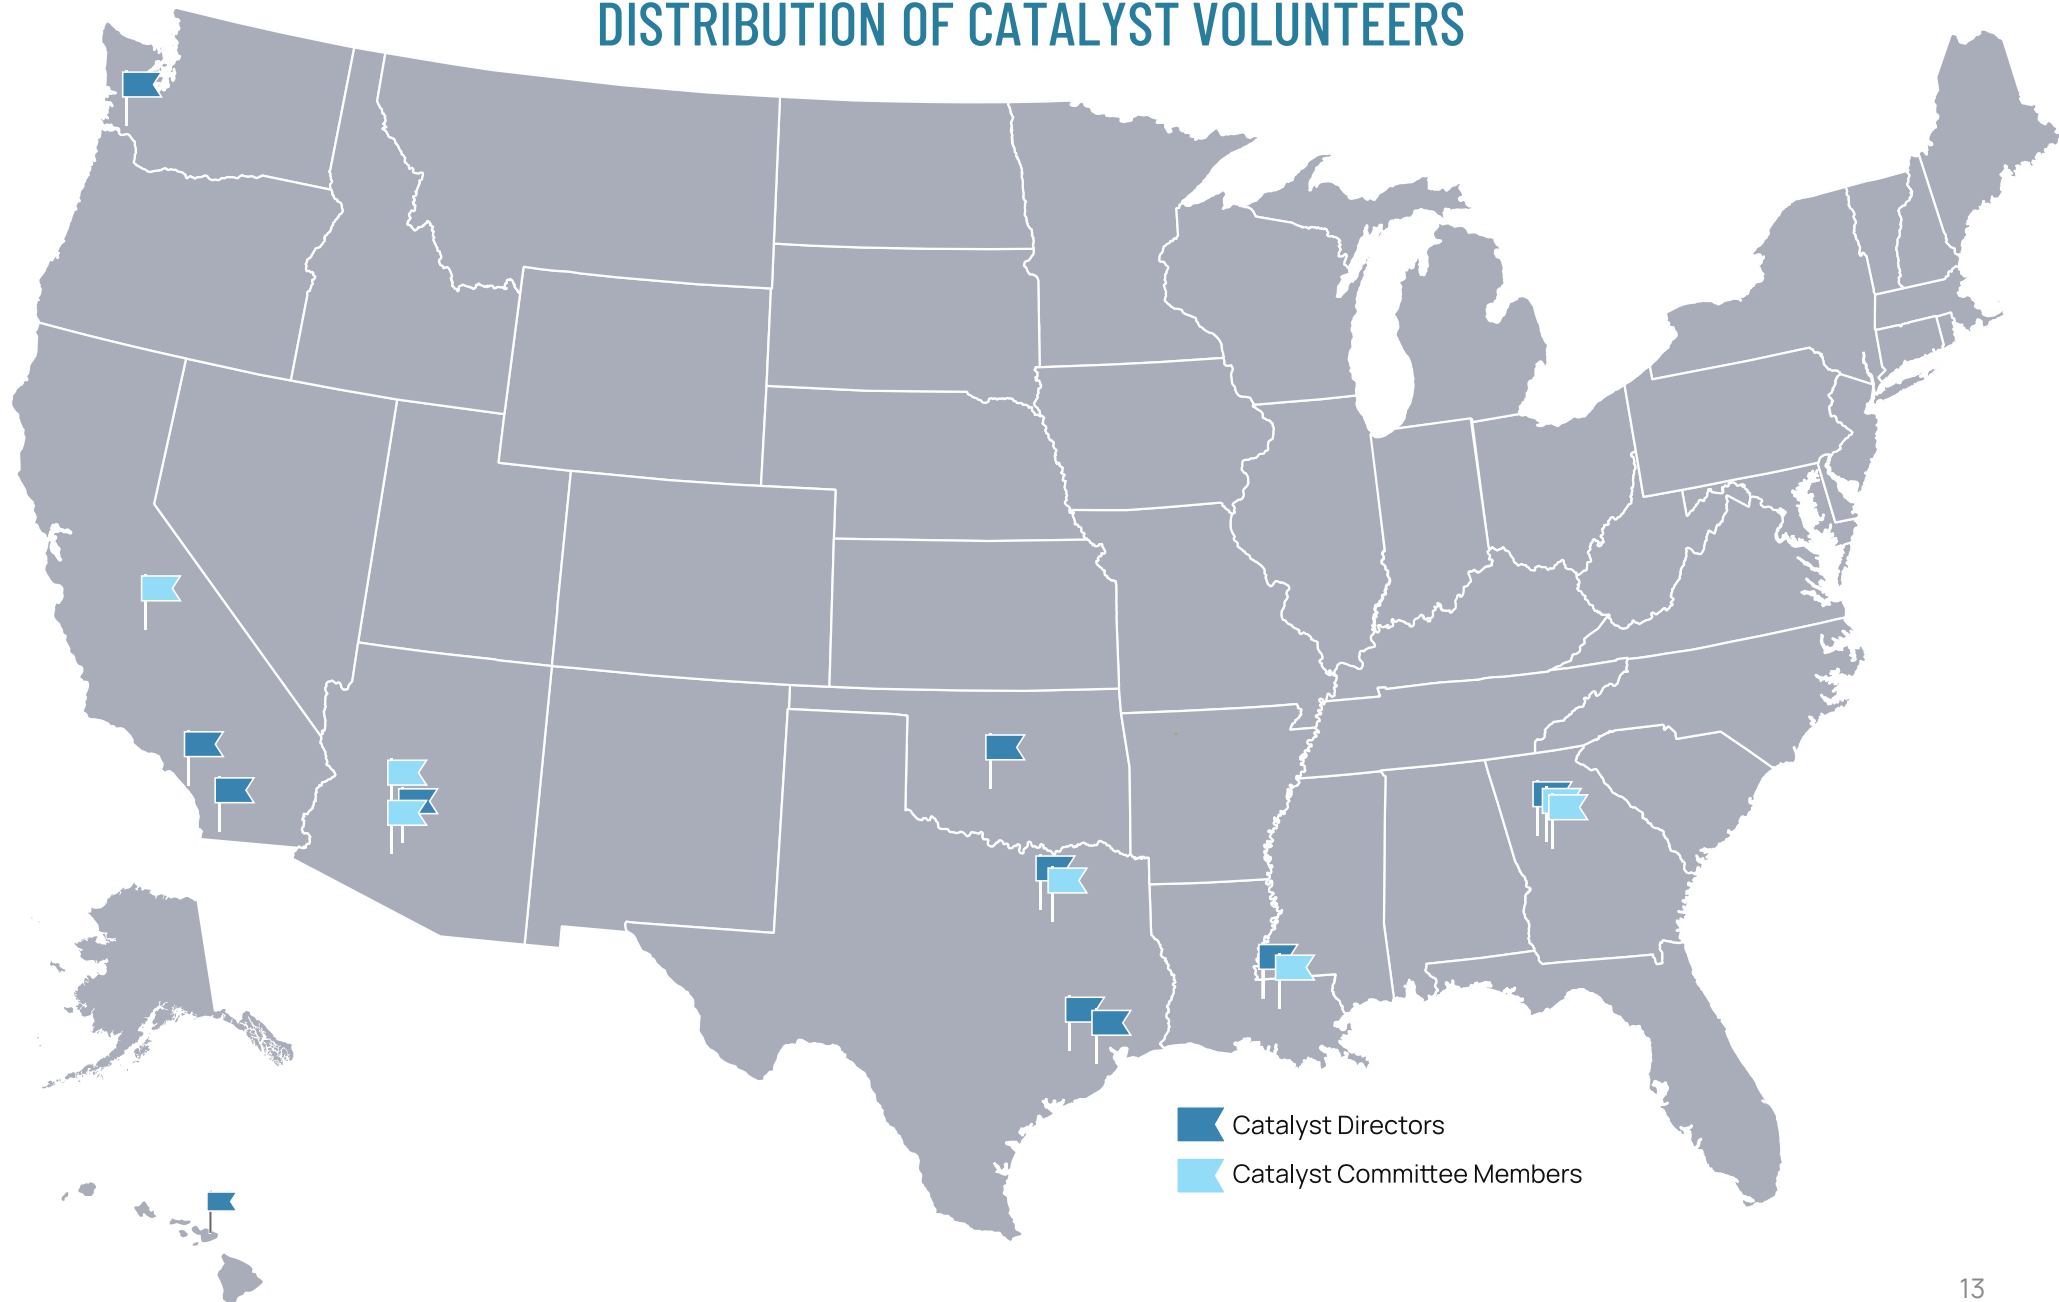 DISTRIBUTION OF CATALYST VOLUNTEERS
Catalyst Directors
Catalyst Committee Members
13